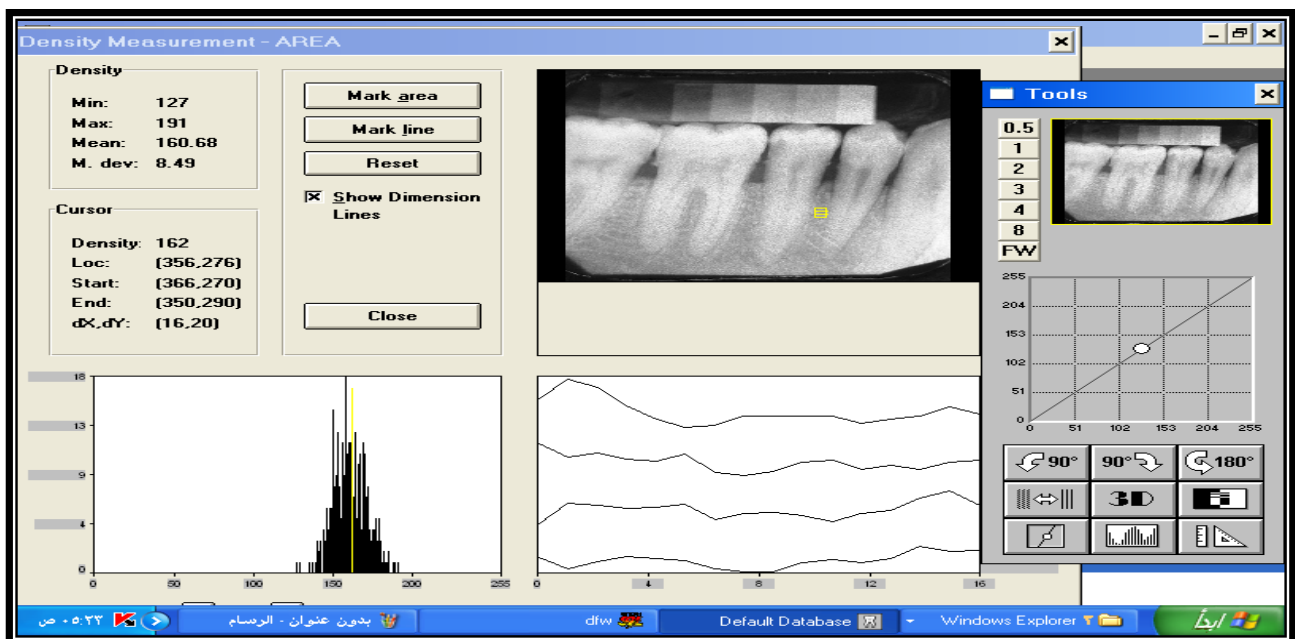 Density Measurement - AREA
Density
Min: 127
Max: 191
Mean: 160.68
M. dev: 8.49
Cursor
Density: 162
Loc: (356,276)
Start: (366,270)
End: (350,290)
dX,dY: (16,20)
Mark area
Mark line
Reset
Show Dimension
Lines
Close
18
13
9
4
0
0 50 100 150 200 255
0 4 8 12 16
Tools
0.5
1
2
3
4
8
FW
255
204
153
102
51
0
0 51 102 153 204 255
90° 90° 180°
3D
٠٥:٢٣ ص
بدون عنوان - الرسام
dfw
Default Database
Windows Explorer ٢
ابدأ